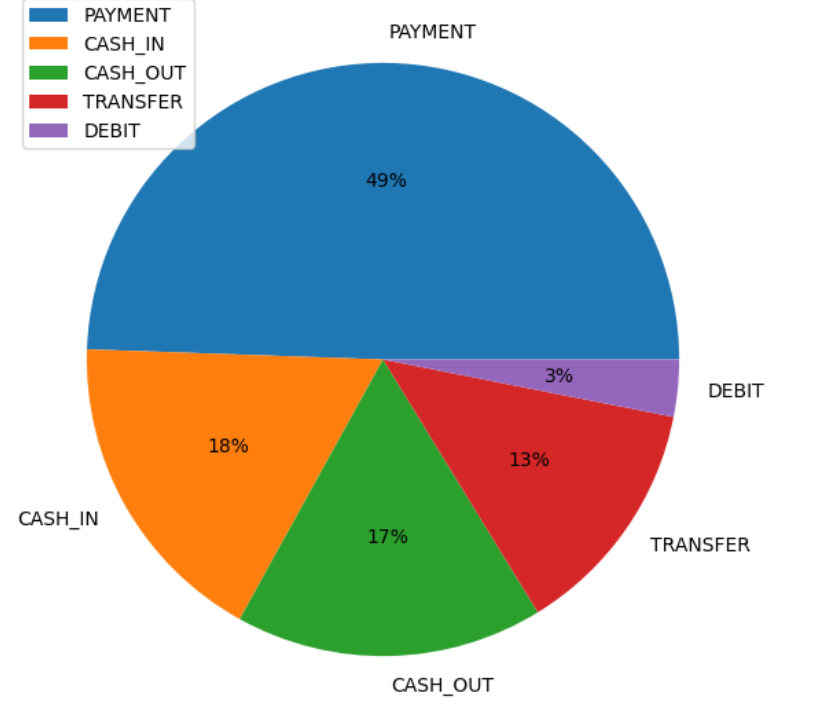 PAYMENT
CASH_IN
CASH_OUT
TRANSFER
DEBIT
PAYMENT
49%
3%
DEBIT
18%
13%
CASH_IN
17%
TRANSFER
CASH_OUT